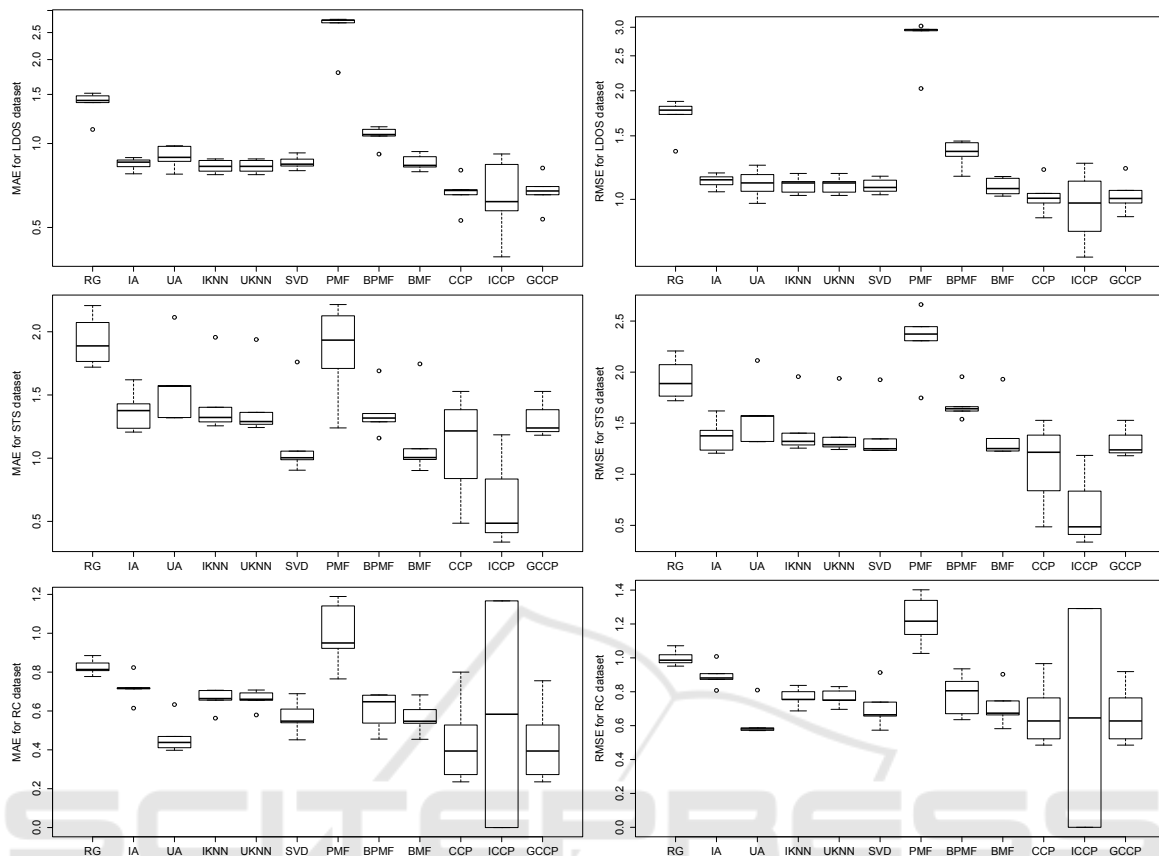 MAE for LDOS dataset
2.5
2.0
1.5
1.0
0.5
RG IA UA IKNN UKNN SVD PMF BPMF BMF CCP ICCP GCCP
RMSE for LDOS dataset
3.0
2.5
2.0
1.5
1.0
RG IA UA IKNN UKNN SVD PMF BPMF BMF CCP ICCP GCCP
MAE for STS dataset
2.0
1.5
1.0
0.5
RG IA UA IKNN UKNN SVD PMF BPMF BMF CCP ICCP GCCP
RMSE for STS dataset
2.5
2.0
1.5
1.0
0.5
RG IA UA IKNN UKNN SVD PMF BPMF BMF CCP ICCP GCCP
MAE for RC dataset
1.2
1.0
0.8
0.6
0.4
0.2
0.0
RG IA UA IKNN UKNN SVD PMF BPMF BMF CCP ICCP GCCP
RMSE for RC dataset
1.4
1.2
1.0
0.8
0.6
0.4
0.2
0.0
RG IA UA IKNN UKNN SVD PMF BPMF BMF CCP ICCP GCCP
SCITEPRESS